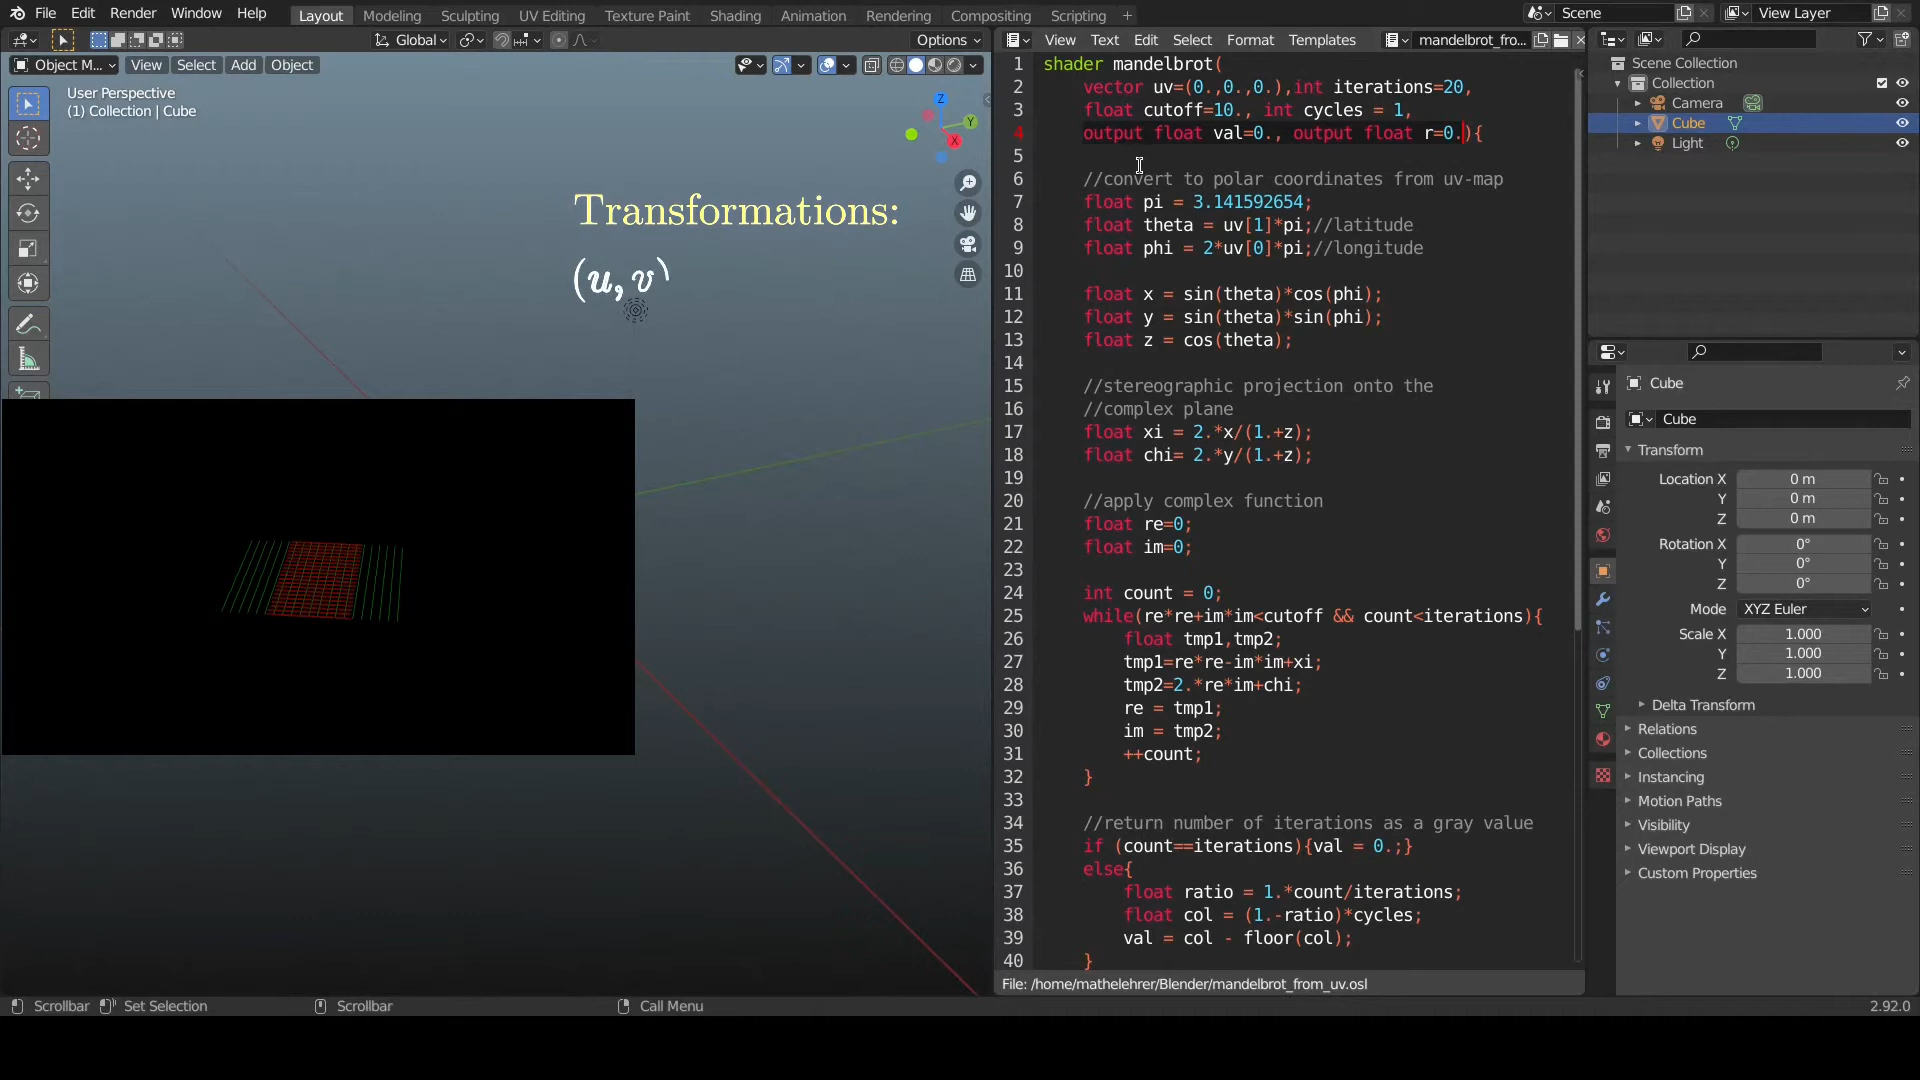 File Edit Render Window Help Layout Modeling Sculpting UV Editing Texture Paint Shading Animation Rendering Compositing Scripting + Scene View Layer
Global Options View Text Edit Select Format Templates mandelbrot_fro...
Object M... View Select Add Object
User Perspective
(1) Collection | Cube
Z
Y
X
Transformations:
(u, v)
1 shader mandelbrot(
2 vector uv=(0.,0.,0.),int iterations=20,
3 float cutoff=10., int cycles = 1,
4 output float val=0., output float r=0.){
5
6 //convert to polar coordinates from uv-map
7 float pi = 3.141592654;
8 float theta = uv[1]*pi;//latitude
9 float phi = 2*uv[0]*pi;//longitude
10
11 float x = sin(theta)*cos(phi);
12 float y = sin(theta)*sin(phi);
13 float z = cos(theta);
14
15 //stereographic projection onto the
16 //complex plane
17 float xi = 2.*x/(1.+z);
18 float chi= 2.*y/(1.+z);
19
20 //apply complex function
21 float re=0;
22 float im=0;
23
24 int count = 0;
25 while(re*re+im*im<cutoff && count<iterations){
26 float tmp1,tmp2;
27 tmp1=re*re-im*im+xi;
28 tmp2=2.*re*im+chi;
29 re = tmp1;
30 im = tmp2;
31 ++count;
32 }
33
34 //return number of iterations as a gray value
35 if (count==iterations){val = 0.;}
36 else{
37 float ratio = 1.*count/iterations;
38 float col = (1.-ratio)*cycles;
39 val = col - floor(col);
40 }
File: /home/mathelehrer/Blender/mandelbrot_from_uv.osl
Scene Collection
Collection
Camera
Cube
Light
Cube
Cube
Transform
Location X 0 m
Y 0 m
Z 0 m
Rotation X 0°
Y 0°
Z 0°
Mode XYZ Euler
Scale X 1.000
Y 1.000
Z 1.000
Delta Transform
Relations
Collections
Instancing
Motion Paths
Visibility
Viewport Display
Custom Properties
Scrollbar Set Selection Scrollbar Call Menu 2.92.0